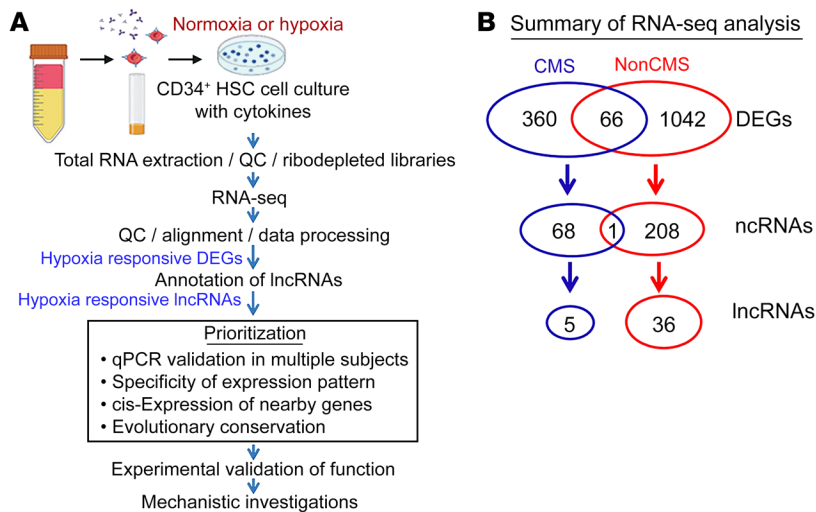 A
Normoxia or hypoxia
CD34⁺ HSC cell culture
with cytokines
Total RNA extraction / QC / ribodepleted libraries
RNA-seq
QC / alignment / data processing
Hypoxia responsive DEGs
Annotation of lncRNAs
Hypoxia responsive lncRNAs
Prioritization
• qPCR validation in multiple subjects
• Specificity of expression pattern
• cis-Expression of nearby genes
• Evolutionary conservation
Experimental validation of function
Mechanistic investigations
B
Summary of RNA-seq analysis
CMS NonCMS
360 66 1042 DEGs
68 1 208 ncRNAs
5 36 lncRNAs